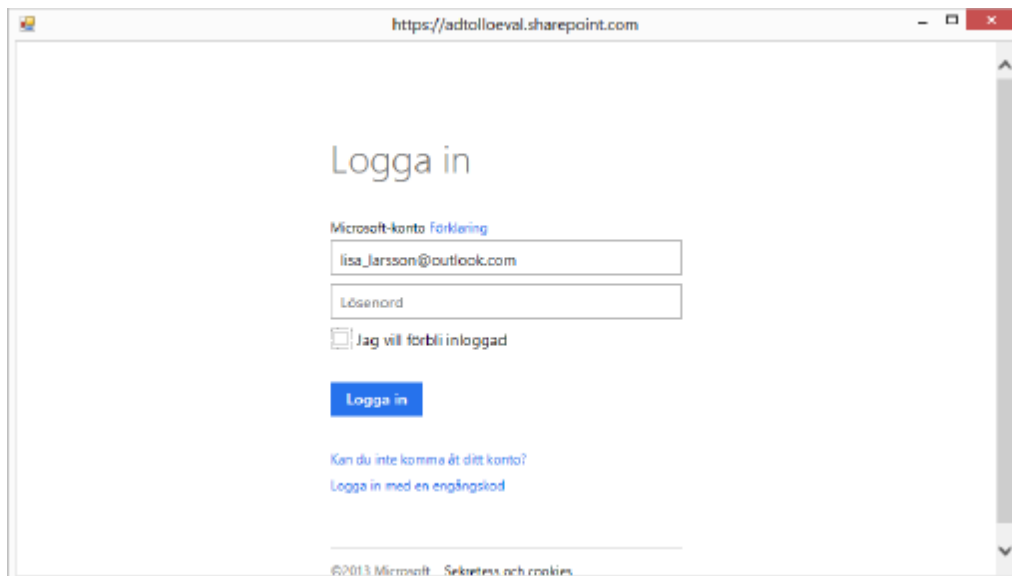 https://adtolloeval.sharepoint.com
Logga in
Microsoft-konto Förklaring
lisa_larsson@outlook.com
Lösenord
Jag vill förbli inloggad
Logga in
Kan du inte komma åt ditt konto?
Logga in med en engångskod
©2013 Microsoft Sekretess och cookies